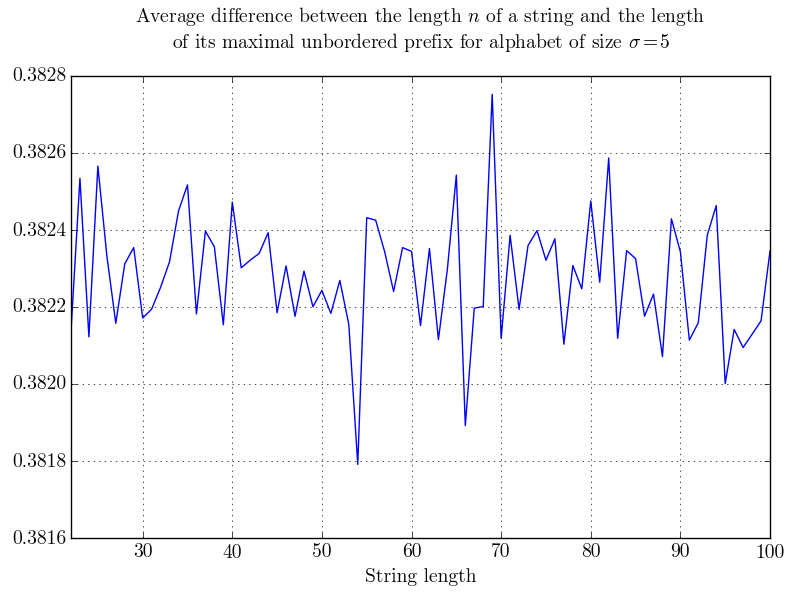 Average difference between the length n of a string and the length
of its maximal unbordered prefix for alphabet of size σ = 5
0.3828
0.3826
0.3824
0.3822
0.3820
0.3818
0.3816
30 40 50 60 70 80 90 100
String length